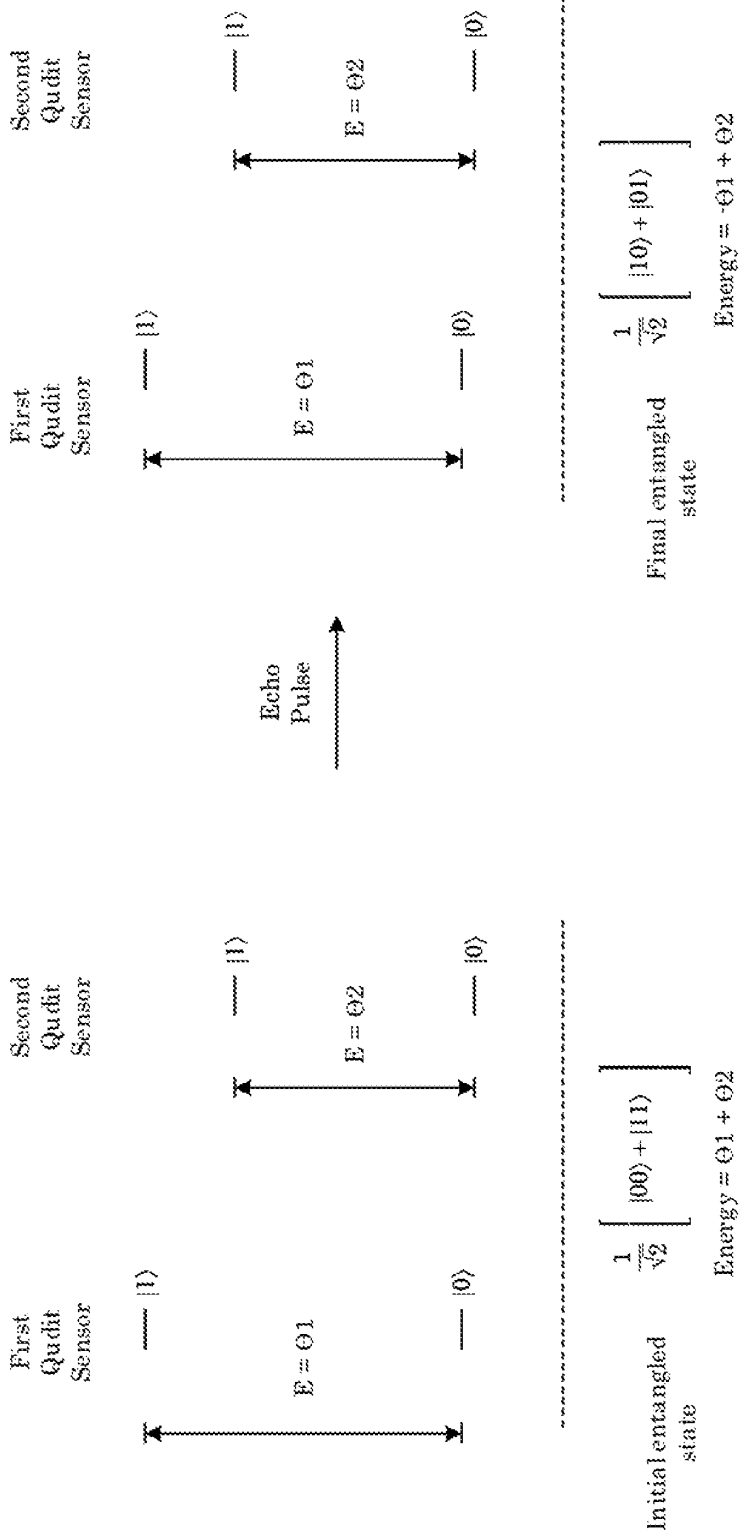 First
Qudit
Sensor
Second
Qudit
Sensor
|1⟩
|1⟩
E = Θ1
E = Θ2
|0⟩
|0⟩
Initial entangled
state
1/√2 [ |00⟩ + |11⟩ ]
Energy = Θ1 + Θ2
Echo
Pulse
First
Qudit
Sensor
Second
Qudit
Sensor
|1⟩
|1⟩
E = Θ1
E = Θ2
|0⟩
|0⟩
Final entangled
state
1/√2 [ |10⟩ + |01⟩ ]
Energy = -Θ1 + Θ2